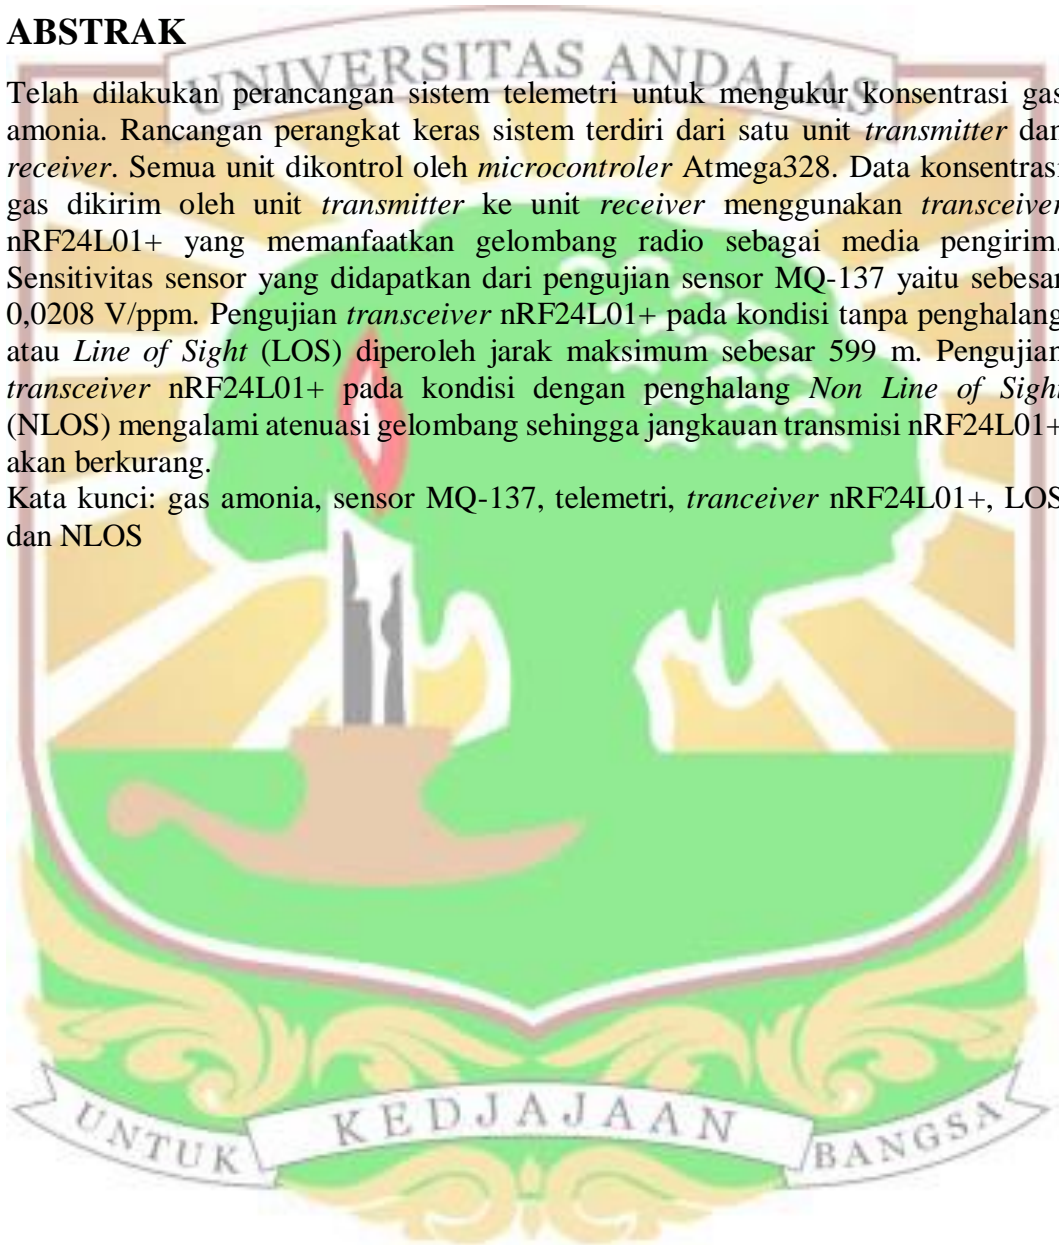 ABSTRAK
UNIVERSITAS ANDALAS
Telah dilakukan perancangan sistem telemetri untuk mengukur konsentrasi gas
amonia. Rancangan perangkat keras sistem terdiri dari satu unit transmitter dan
receiver. Semua unit dikontrol oleh microcontroler Atmega328. Data konsentrasi
gas dikirim oleh unit transmitter ke unit receiver menggunakan transceiver
nRF24L01+ yang memanfaatkan gelombang radio sebagai media pengirim.
Sensitivitas sensor yang didapatkan dari pengujian sensor MQ-137 yaitu sebesar
0,0208 V/ppm. Pengujian transceiver nRF24L01+ pada kondisi tanpa penghalang
atau Line of Sight (LOS) diperoleh jarak maksimum sebesar 599 m. Pengujian
transceiver nRF24L01+ pada kondisi dengan penghalang Non Line of Sight
(NLOS) mengalami atenuasi gelombang sehingga jangkauan transmisi nRF24L01+
akan berkurang.
Kata kunci: gas amonia, sensor MQ-137, telemetri, tranceiver nRF24L01+, LOS
dan NLOS
UNTUK KEDJAJAAN BANGSA